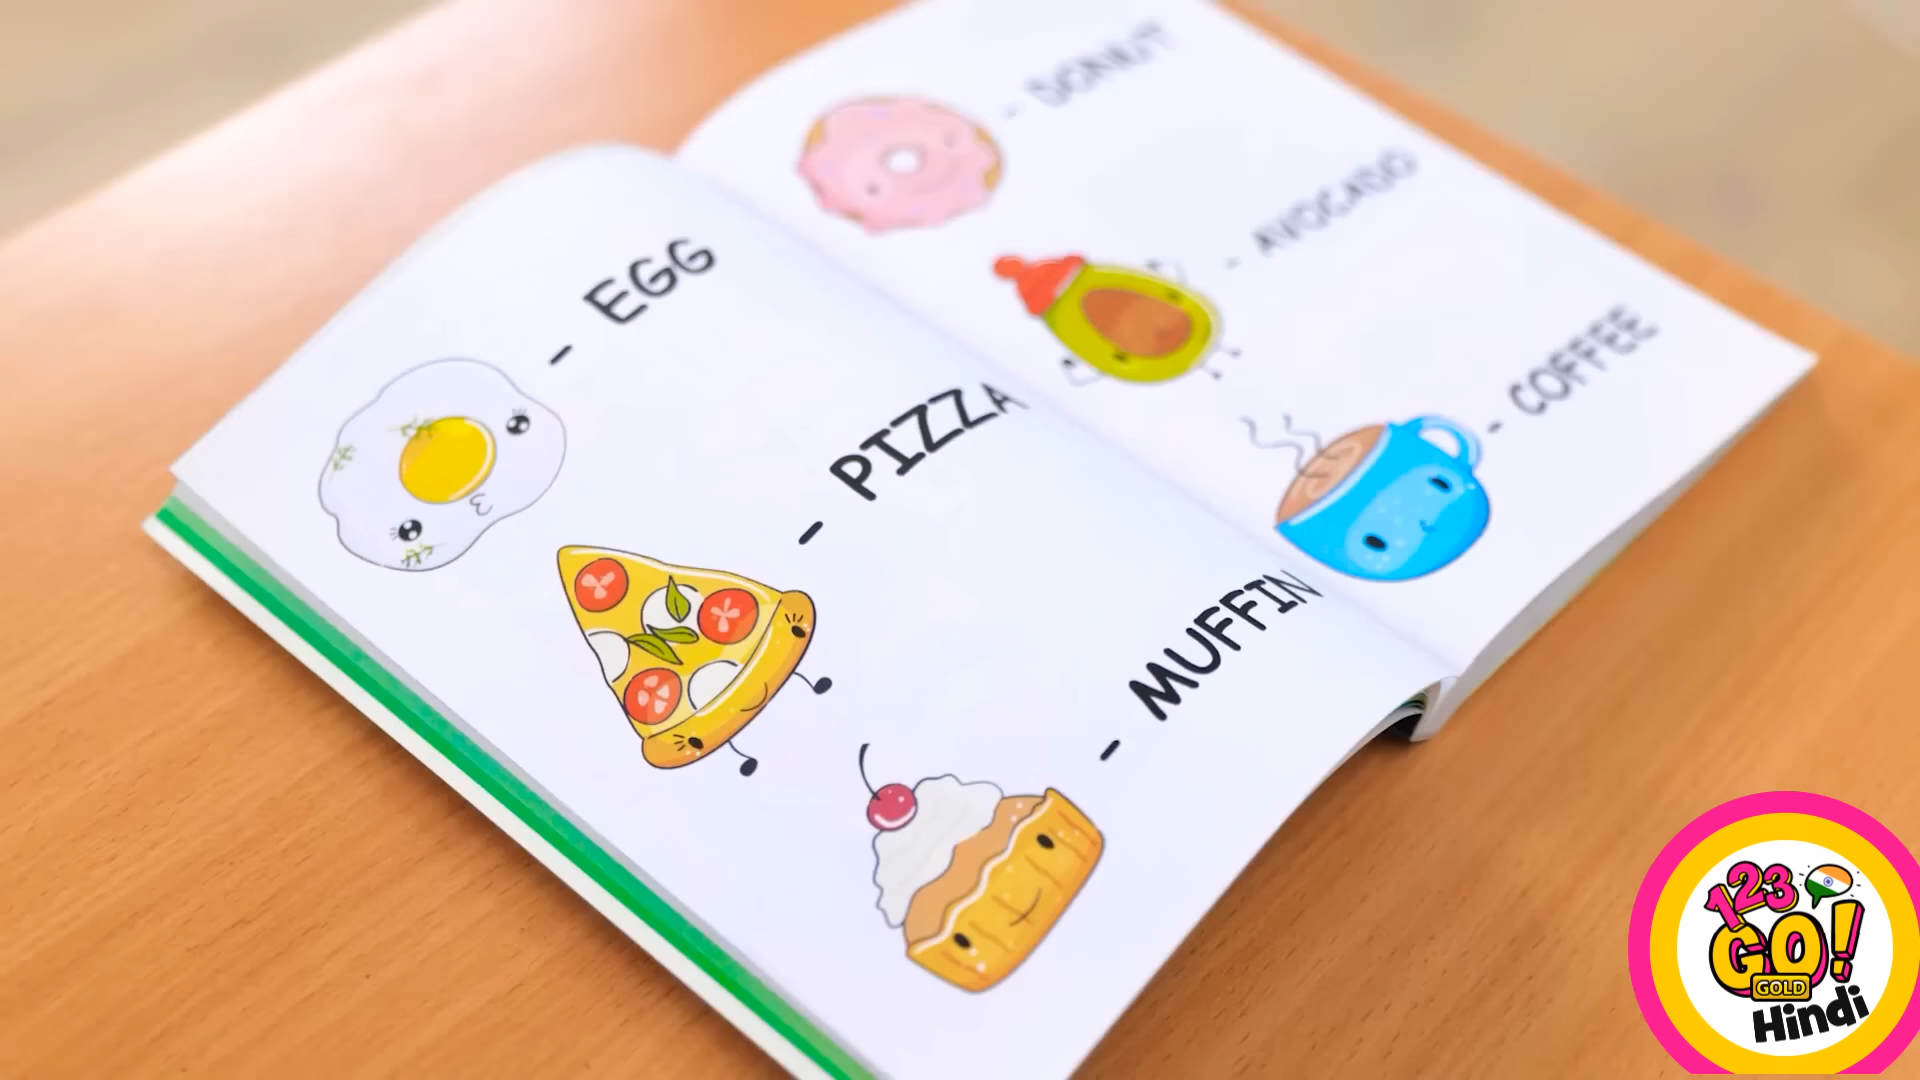 - EGG
- PIZZA
- MUFFIN
- DONUT
- AVOCADO
- COFFEE
123
GO!
GOLD
Hindi